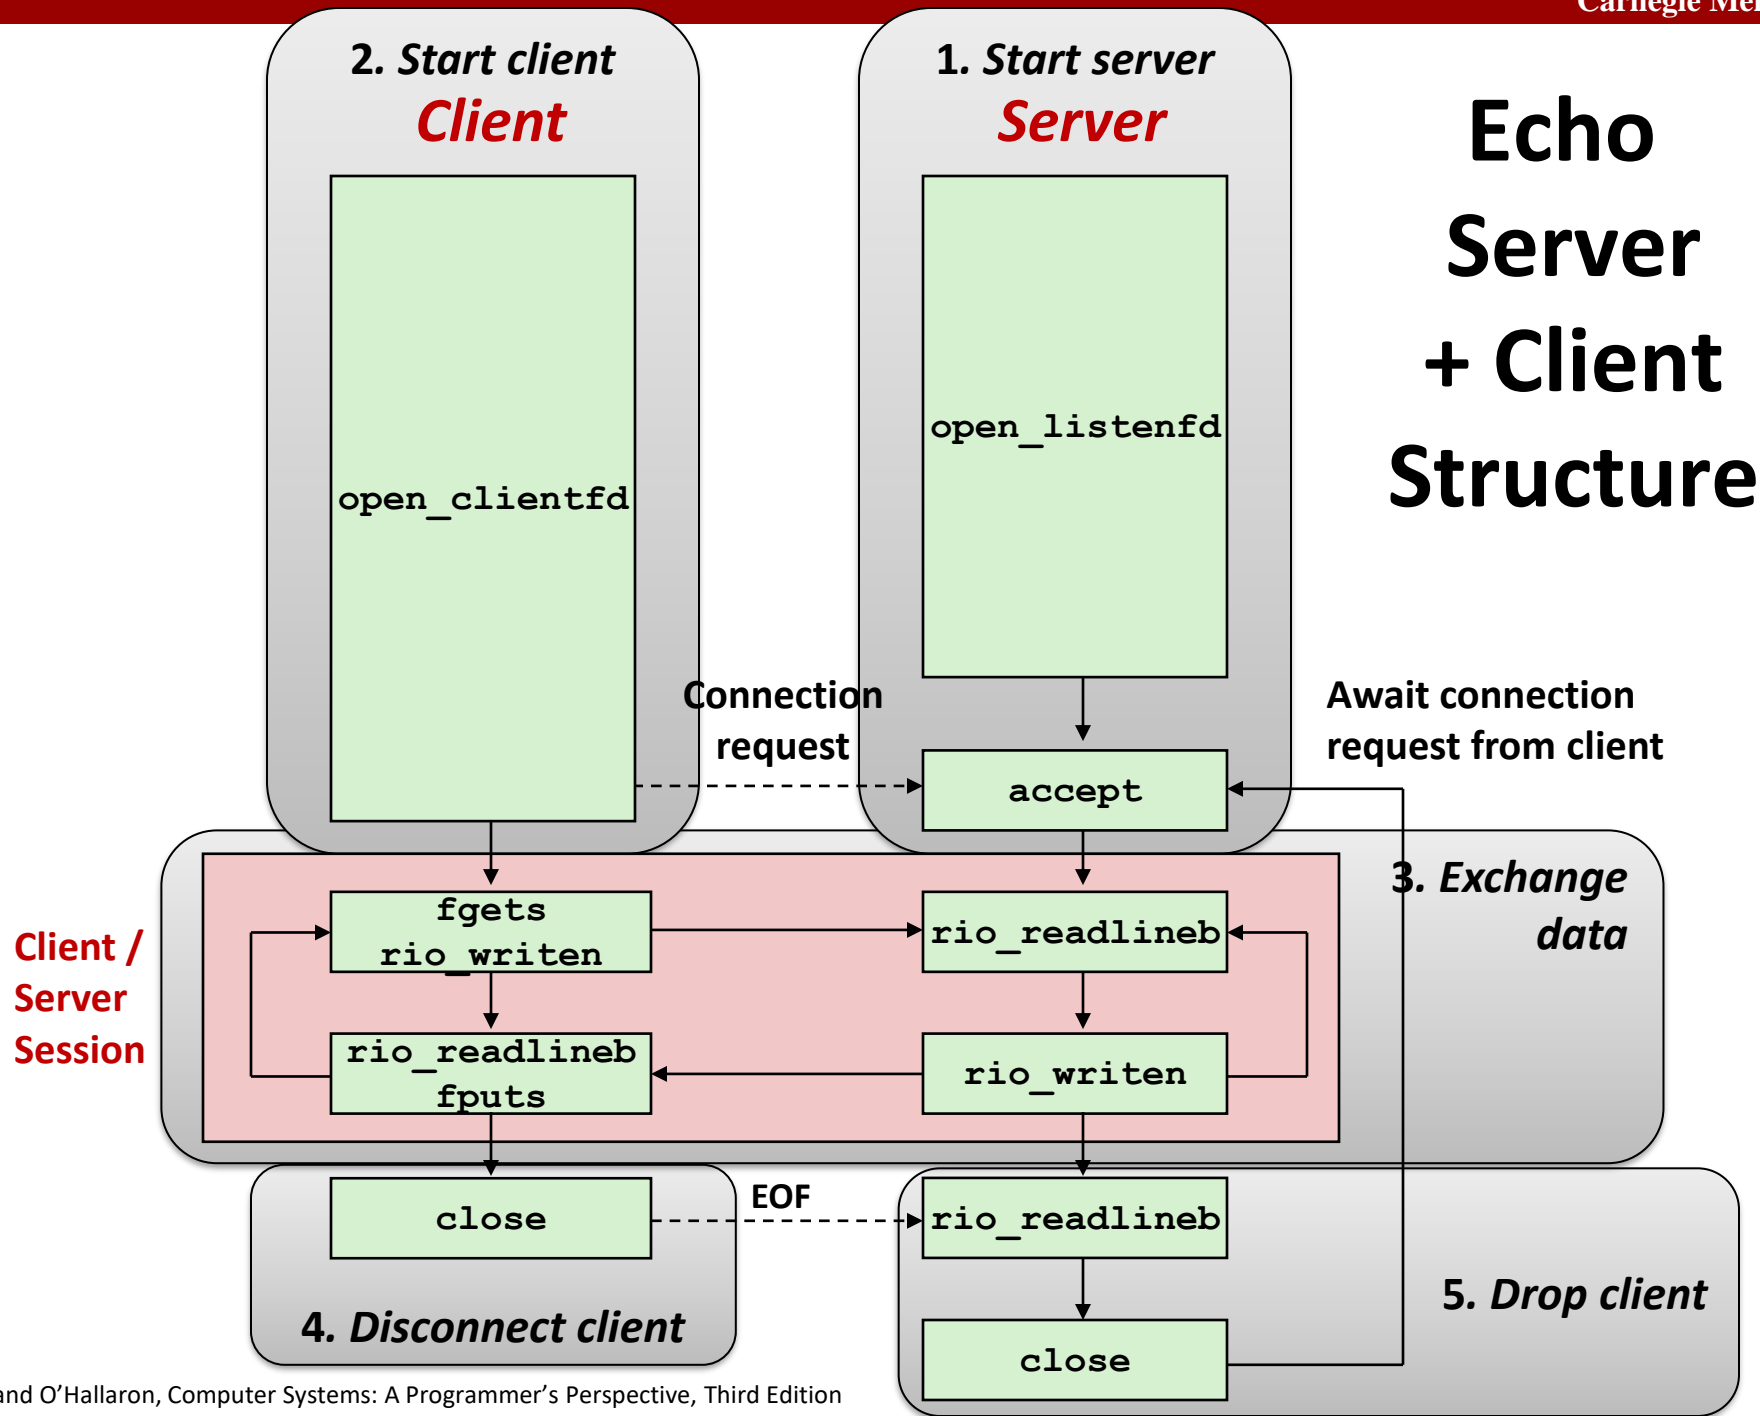 Carnegie Mel
2. Start client
Client
1. Start server
Server
Echo
Server
+ Client
Structure
open_clientfd
open_listenfd
Connection
request
Await connection
request from client
accept
3. Exchange
data
Client /
Server
Session
fgets
rio_writen
rio_readlineb
rio_readlineb
fputs
rio_writen
close
EOF
rio_readlineb
4. Disconnect client
5. Drop client
close
and O'Hallaron, Computer Systems: A Programmer's Perspective, Third Edition